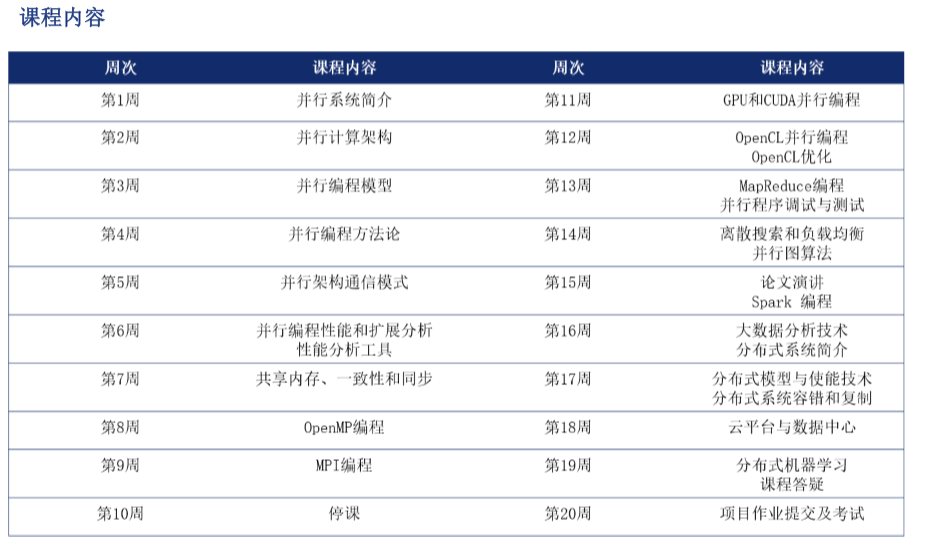 课程内容
周次 课程内容 周次 课程内容
第1周 并行系统简介 第11周 GPU和CUDA并行编程
第2周 并行计算架构 第12周 OpenCL并行编程
OpenCL优化
第3周 并行编程模型 第13周 MapReduce编程
并行程序调试与测试
第4周 并行编程方法论 第14周 离散搜索和负载均衡
并行图算法
第5周 并行架构通信模式 第15周 论文演讲
Spark 编程
第6周 并行编程性能和扩展分析 第16周 大数据分析技术
性能分析工具 分布式系统简介
第7周 共享内存、一致性和同步 第17周 分布式模型与使能技术
分布式系统容错和复制
第8周 OpenMP编程 第18周 云平台与数据中心
第9周 MPI编程 第19周 分布式机器学习
课程答疑
第10周 停课 第20周 项目作业提交及考试